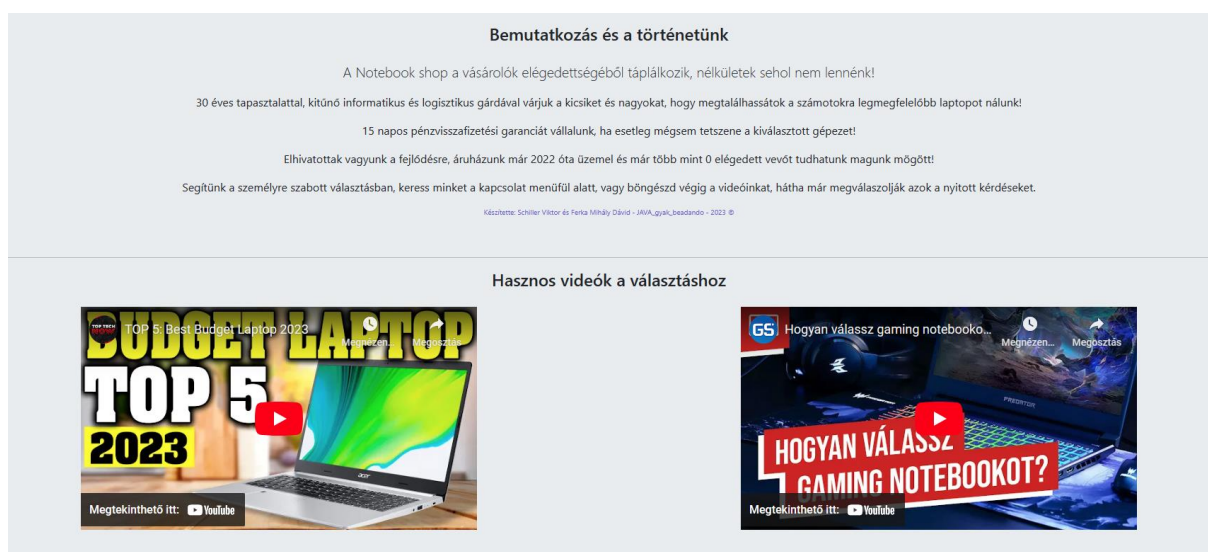 Bemutatkozás és a történetünk
A Notebook shop a vásárolók elégedettségéből táplálkozik, nélkületek sehol nem lennénk!
30 éves tapasztalattal, kitűnő informatikus és logisztikus gárdával várjuk a kicsiket és nagyokat, hogy megtalálhassátok a számotokra legmegfelelőbb laptopot nálunk!
15 napos pénzvisszafizetési garanciát vállalunk, ha esetleg mégsem tetszene a kiválasztott gépezet!
Elhivatottak vagyunk a fejlődésre, áruházunk már 2022 óta üzemel és már több mint 0 elégedett vevőt tudhatunk magunk mögött!
Segítünk a személyre szabott választásban, keress minket a kapcsolat menüfül alatt, vagy böngészd végig a videóinkat, hátha már megválaszolják azok a nyitott kérdéseket.
Készítette: Schiller Viktor és Ferka Mihály Dávid - JAVA_gyak_beadando - 2023 ©
Hasznos videók a választáshoz
TOP TECH NOW
TOP 5: Best Budget Laptop 2023
Megnézen...
Megosztás
BUDGET LAPTOP
TOP 5
2023
acer
Megtekinthető itt: YouTube
GS
Hogyan válassz gaming notebooko...
Megnézen...
Megosztás
PREDATOR
HOGYAN VÁLASSZ
GAMING NOTEBOOKOT?
Megtekinthető itt: YouTube